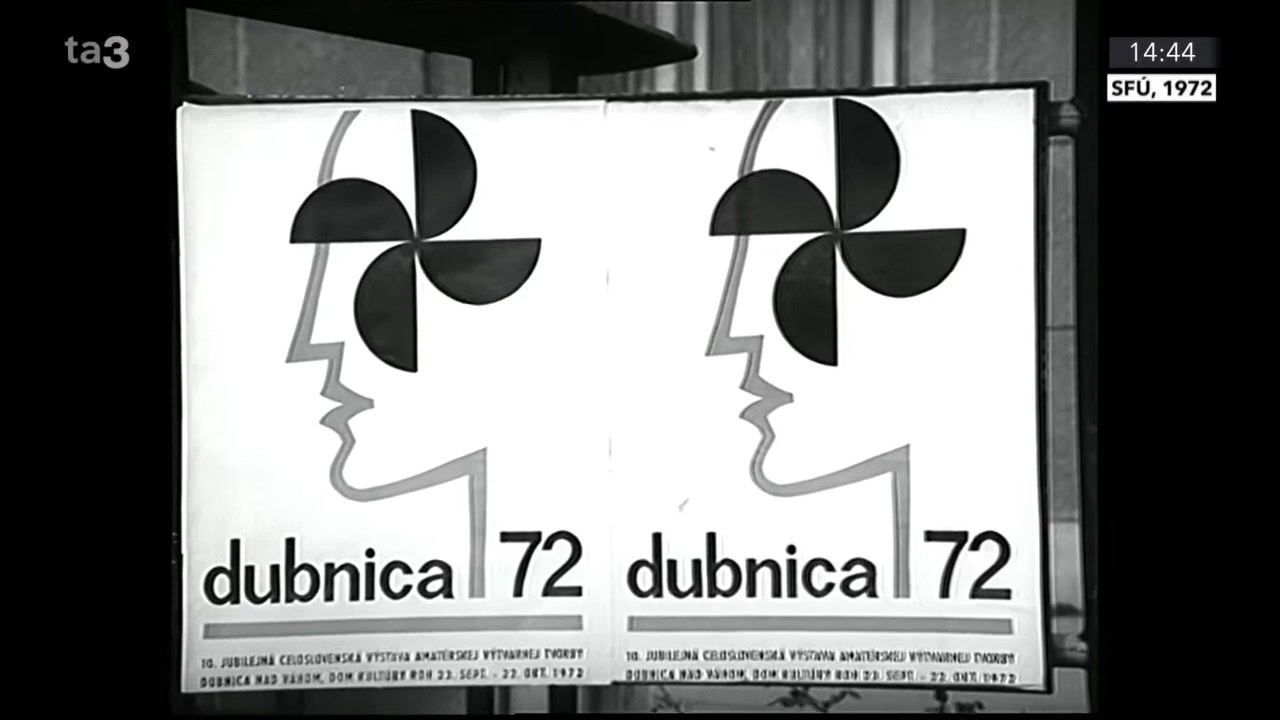 ta3
14:44
SFÚ, 1972
dubnica 72
10. JUBILEJNÁ CELOSLOVENSKÁ VÝSTAVA AMATÉRSKEJ VÝTVARNEJ TVORBY
DUBNICA NAD VÁHOM, DOM KULTÚRY ROH 23. SEPT. - 22. OKT. 1972
dubnica 72
10. JUBILEJNÁ CELOSLOVENSKÁ VÝSTAVA AMATÉRSKEJ VÝTVARNEJ TVORBY
DUBNICA NAD VÁHOM, DOM KULTÚRY ROH 23. SEPT. - 22. OKT. 1972